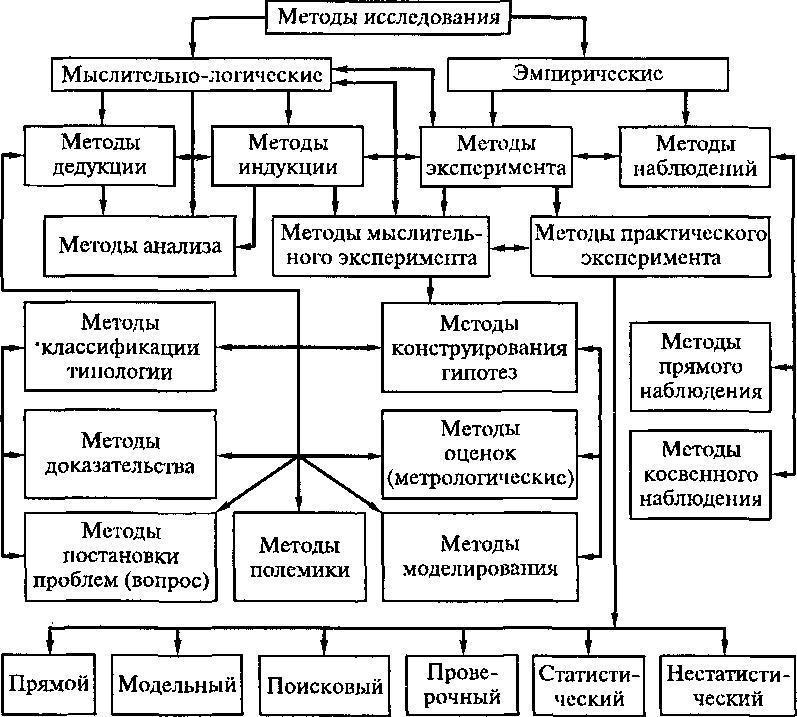 Методы исследования
Мыслительно-логические
Эмпирические
Методы
дедукции
Методы
индукции
Методы
эксперимента
Методы
наблюдений
Методы анализа
Методы мыслитель-
ного эксперимента
Методы практического
эксперимента
Методы
классификации
типологии
Методы
конструирования
гипотез
Методы
прямого
наблюдения
Методы
доказательства
Методы
оценок
(метрологические)
Методы
косвенного
наблюдения
Методы
постановки
проблем (вопрос)
Методы
полемики
Методы
моделирования
Прямой
Модельный
Поисковый
Прове-
рочный
Статисти-
ческий
Нестатисти-
ческий